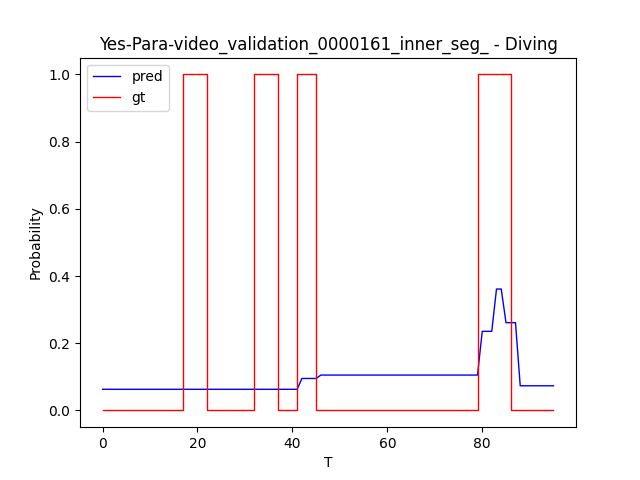 Yes-Para-video_validation_0000161_inner_seg_ - Diving
pred
gt
1.0
0.8
0.6
0.4
0.2
0.0
Probability
0
20
40
60
80
T